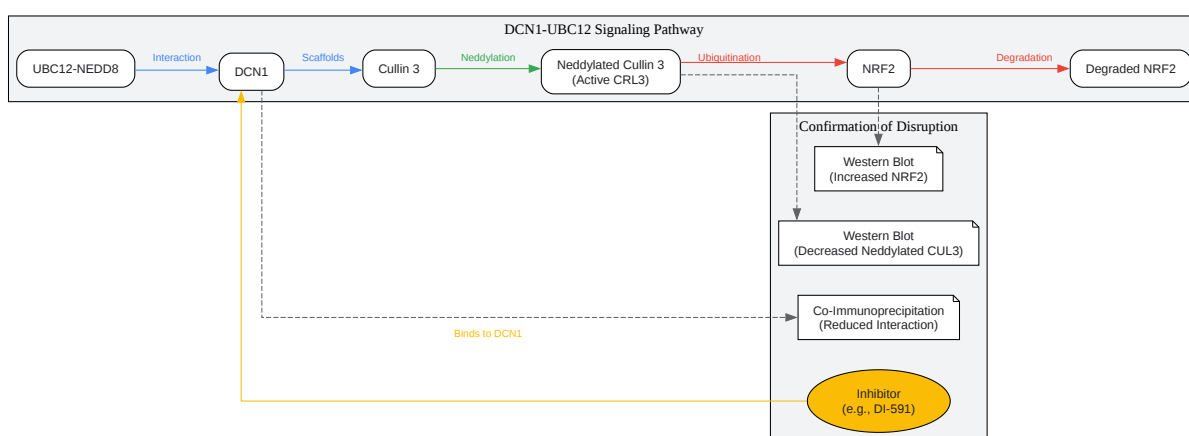 DCN1-UBC12 Signaling Pathway
UBC12-NEDD8
Interaction
DCN1
Scaffolds
Cullin 3
Neddylation
Neddylated Cullin 3
(Active CRL3)
Ubiquitination
NRF2
Degradation
Degraded NRF2
Confirmation of Disruption
Western Blot
(Increased NRF2)
Western Blot
(Decreased Neddylated CUL3)
Co-Immunoprecipitation
(Reduced Interaction)
Binds to DCN1
Inhibitor
(e.g., DI-591)